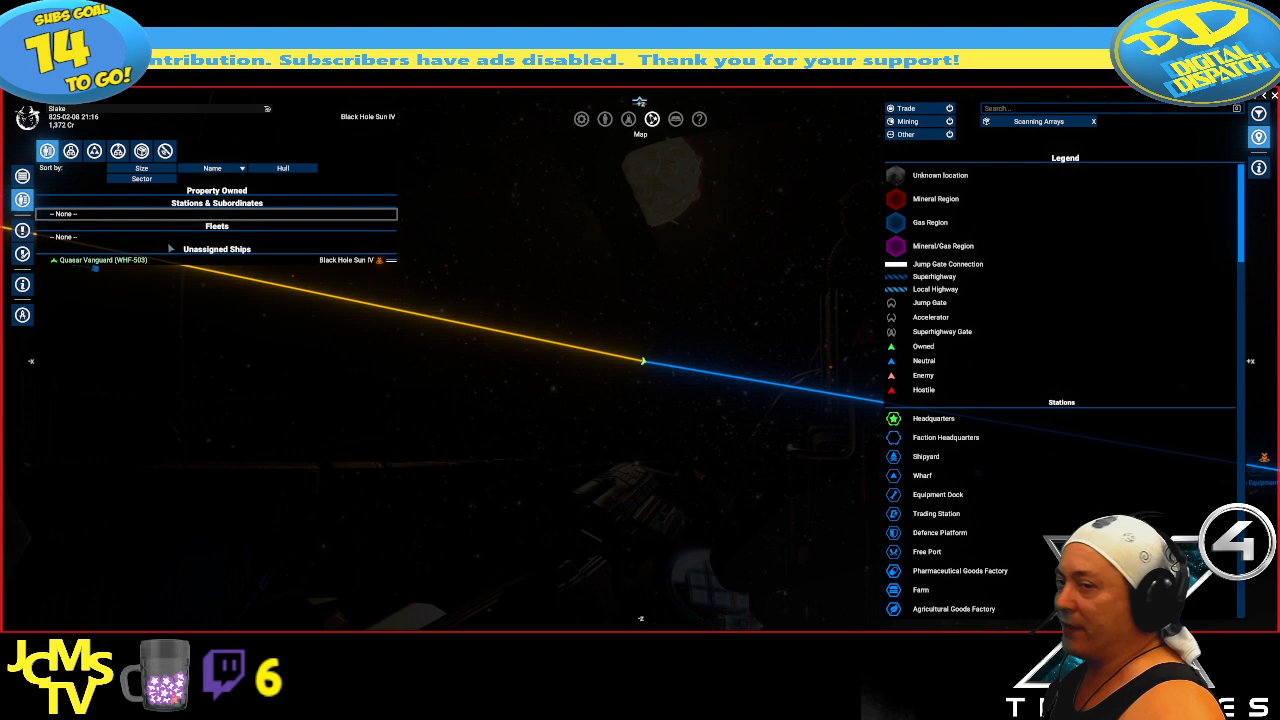 SUBS GOAL
14
TO GO!
ntribution. Subscribers have ads disabled.  Thank you for your support!
DD
DIGITAL
DISPATCH
Slake
825-02-08 21:16
1,372 Cr
Black Hole Sun IV
Map
Sort by:
Size
Name
Hull
Sector
Property Owned
Stations & Subordinates
-- None --
Fleets
-- None --
Unassigned Ships
Quasar Vanguard (WHF-503)
Black Hole Sun IV
Trade
Mining
Other
Search...
Scanning Arrays
X
Legend
Unknown location
Mineral Region
Gas Region
Mineral/Gas Region
Jump Gate Connection
Superhighway
Local Highway
Jump Gate
Accelerator
Superhighway Gate
Owned
Neutral
Enemy
Hostile
Stations
Headquarters
Faction Headquarters
Shipyard
Wharf
Equipment Dock
Trading Station
Defence Platform
Free Port
Pharmaceutical Goods Factory
Farm
Agricultural Goods Factory
-X
+X
-Z
Equipment
4
JCMS
TV
6